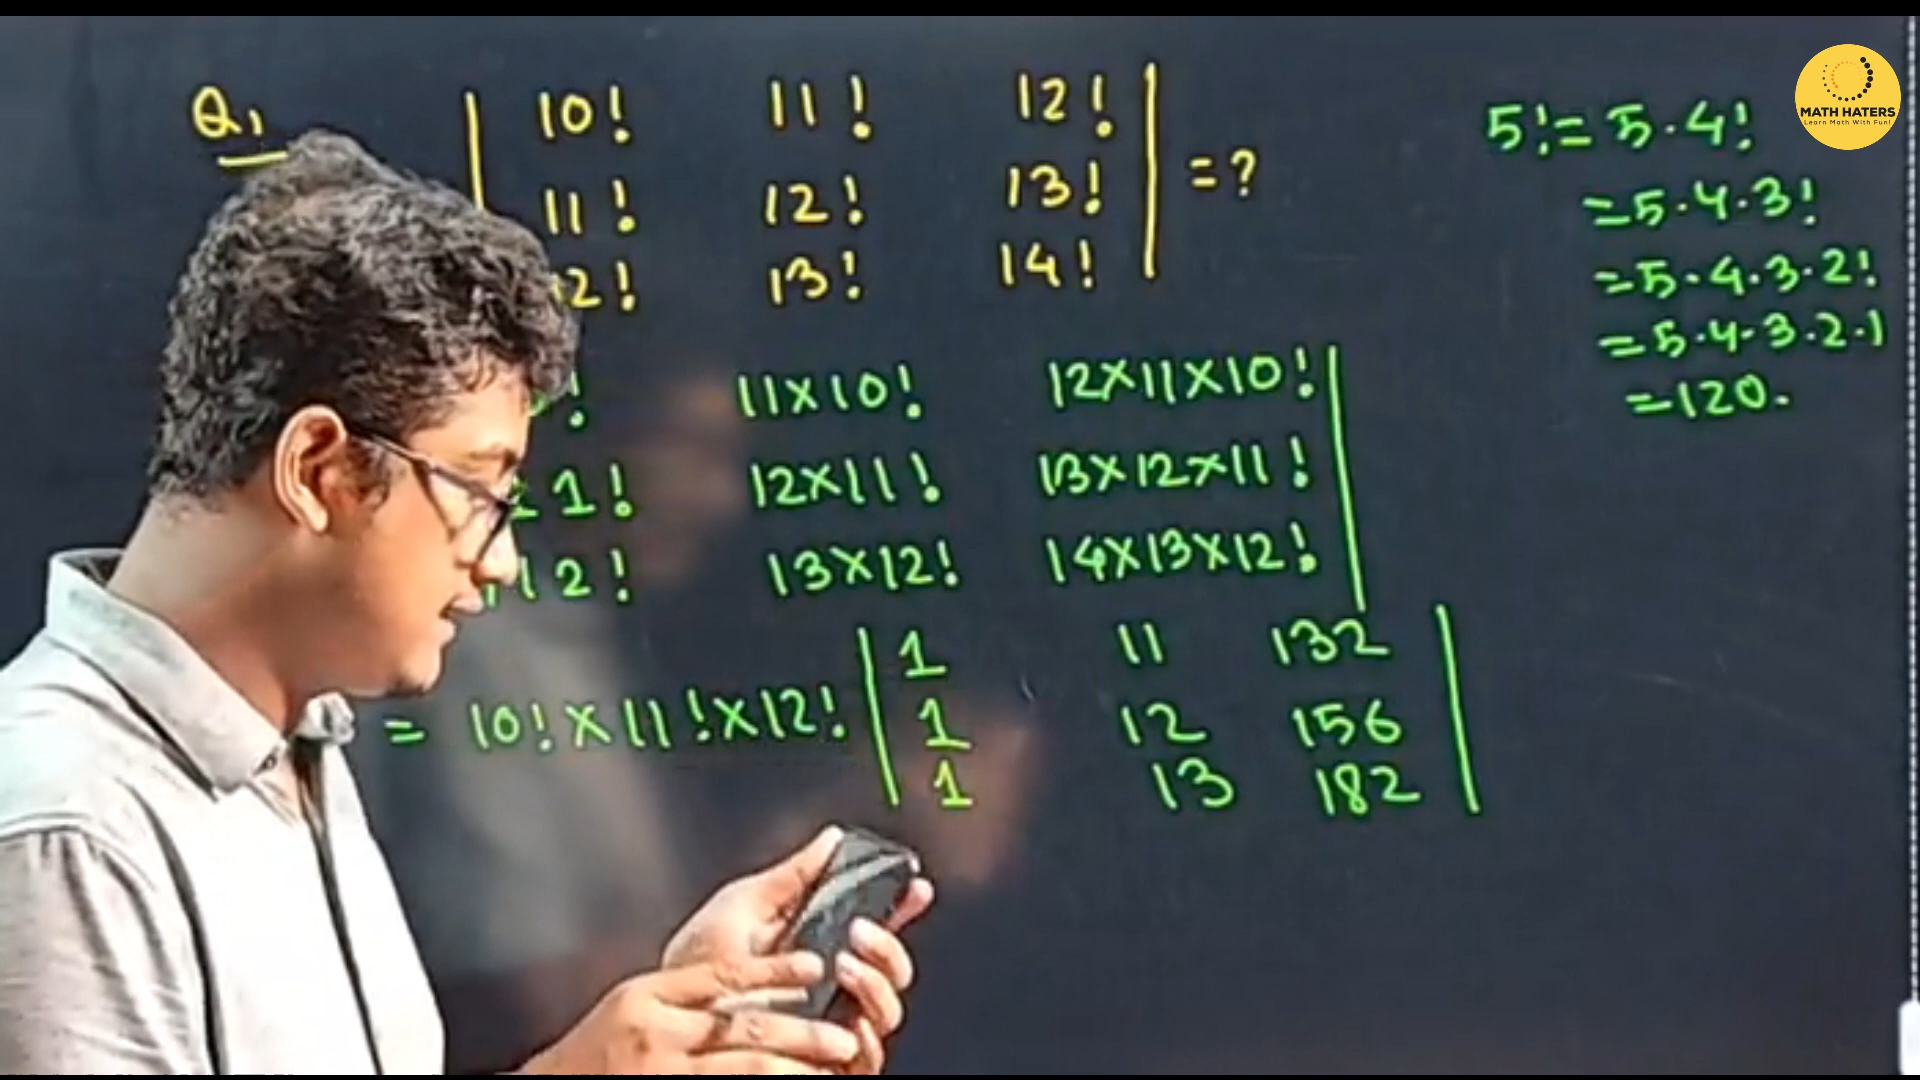 Q1
10! 11! 12!
11! 12! 13! = ?
2! 13! 14!
! 11×10! 12×11×10!
11! 12×11! 13×12×11!
12! 13×12! 14×13×12!
= 10! × 11! × 12! | 1 11 132 |
1 12 156
1 13 182
5! = 5·4!
= 5·4·3!
= 5·4·3·2!
= 5·4·3·2·1
= 120.
MATH HATERS
Learn Math With Fun!